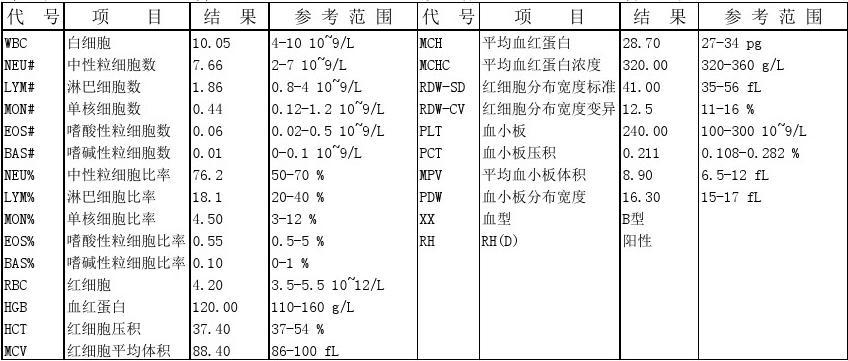 代 号 项 目 结 果 参 考 范 围 代 号 项 目 结 果 参 考 范 围
WBC 白细胞 10.05 4-10 10~9/L MCH 平均血红蛋白 28.70 27-34 pg
NEU# 中性粒细胞数 7.66 2-7 10~9/L MCHC 平均血红蛋白浓度 320.00 320-360 g/L
LYM# 淋巴细胞数 1.86 0.8-4 10~9/L RDW-SD 红细胞分布宽度标准 41.00 35-56 fL
MON# 单核细胞数 0.44 0.12-1.2 10~9/L RDW-CV 红细胞分布宽度变异 12.5 11-16 %
EOS# 嗜酸性粒细胞数 0.06 0.02-0.5 10~9/L PLT 血小板 240.00 100-300 10~9/L
BAS# 嗜碱性粒细胞数 0.01 0-0.1 10~9/L PCT 血小板压积 0.211 0.108-0.282 %
NEU% 中性粒细胞比率 76.2 50-70 % MPV 平均血小板体积 8.90 6.5-12 fL
LYM% 淋巴细胞比率 18.1 20-40 % PDW 血小板分布宽度 16.30 15-17 fL
MON% 单核细胞比率 4.50 3-12 % XX 血型 B型
EOS% 嗜酸性粒细胞比率 0.55 0.5-5 % RH RH(D) 阳性
BAS% 嗜碱性粒细胞比率 0.10 0-1 %
RBC 红细胞 4.20 3.5-5.5 10~12/L
HGB 血红蛋白 120.00 110-160 g/L
HCT 红细胞压积 37.40 37-54 %
MCV 红细胞平均体积 88.40 86-100 fL